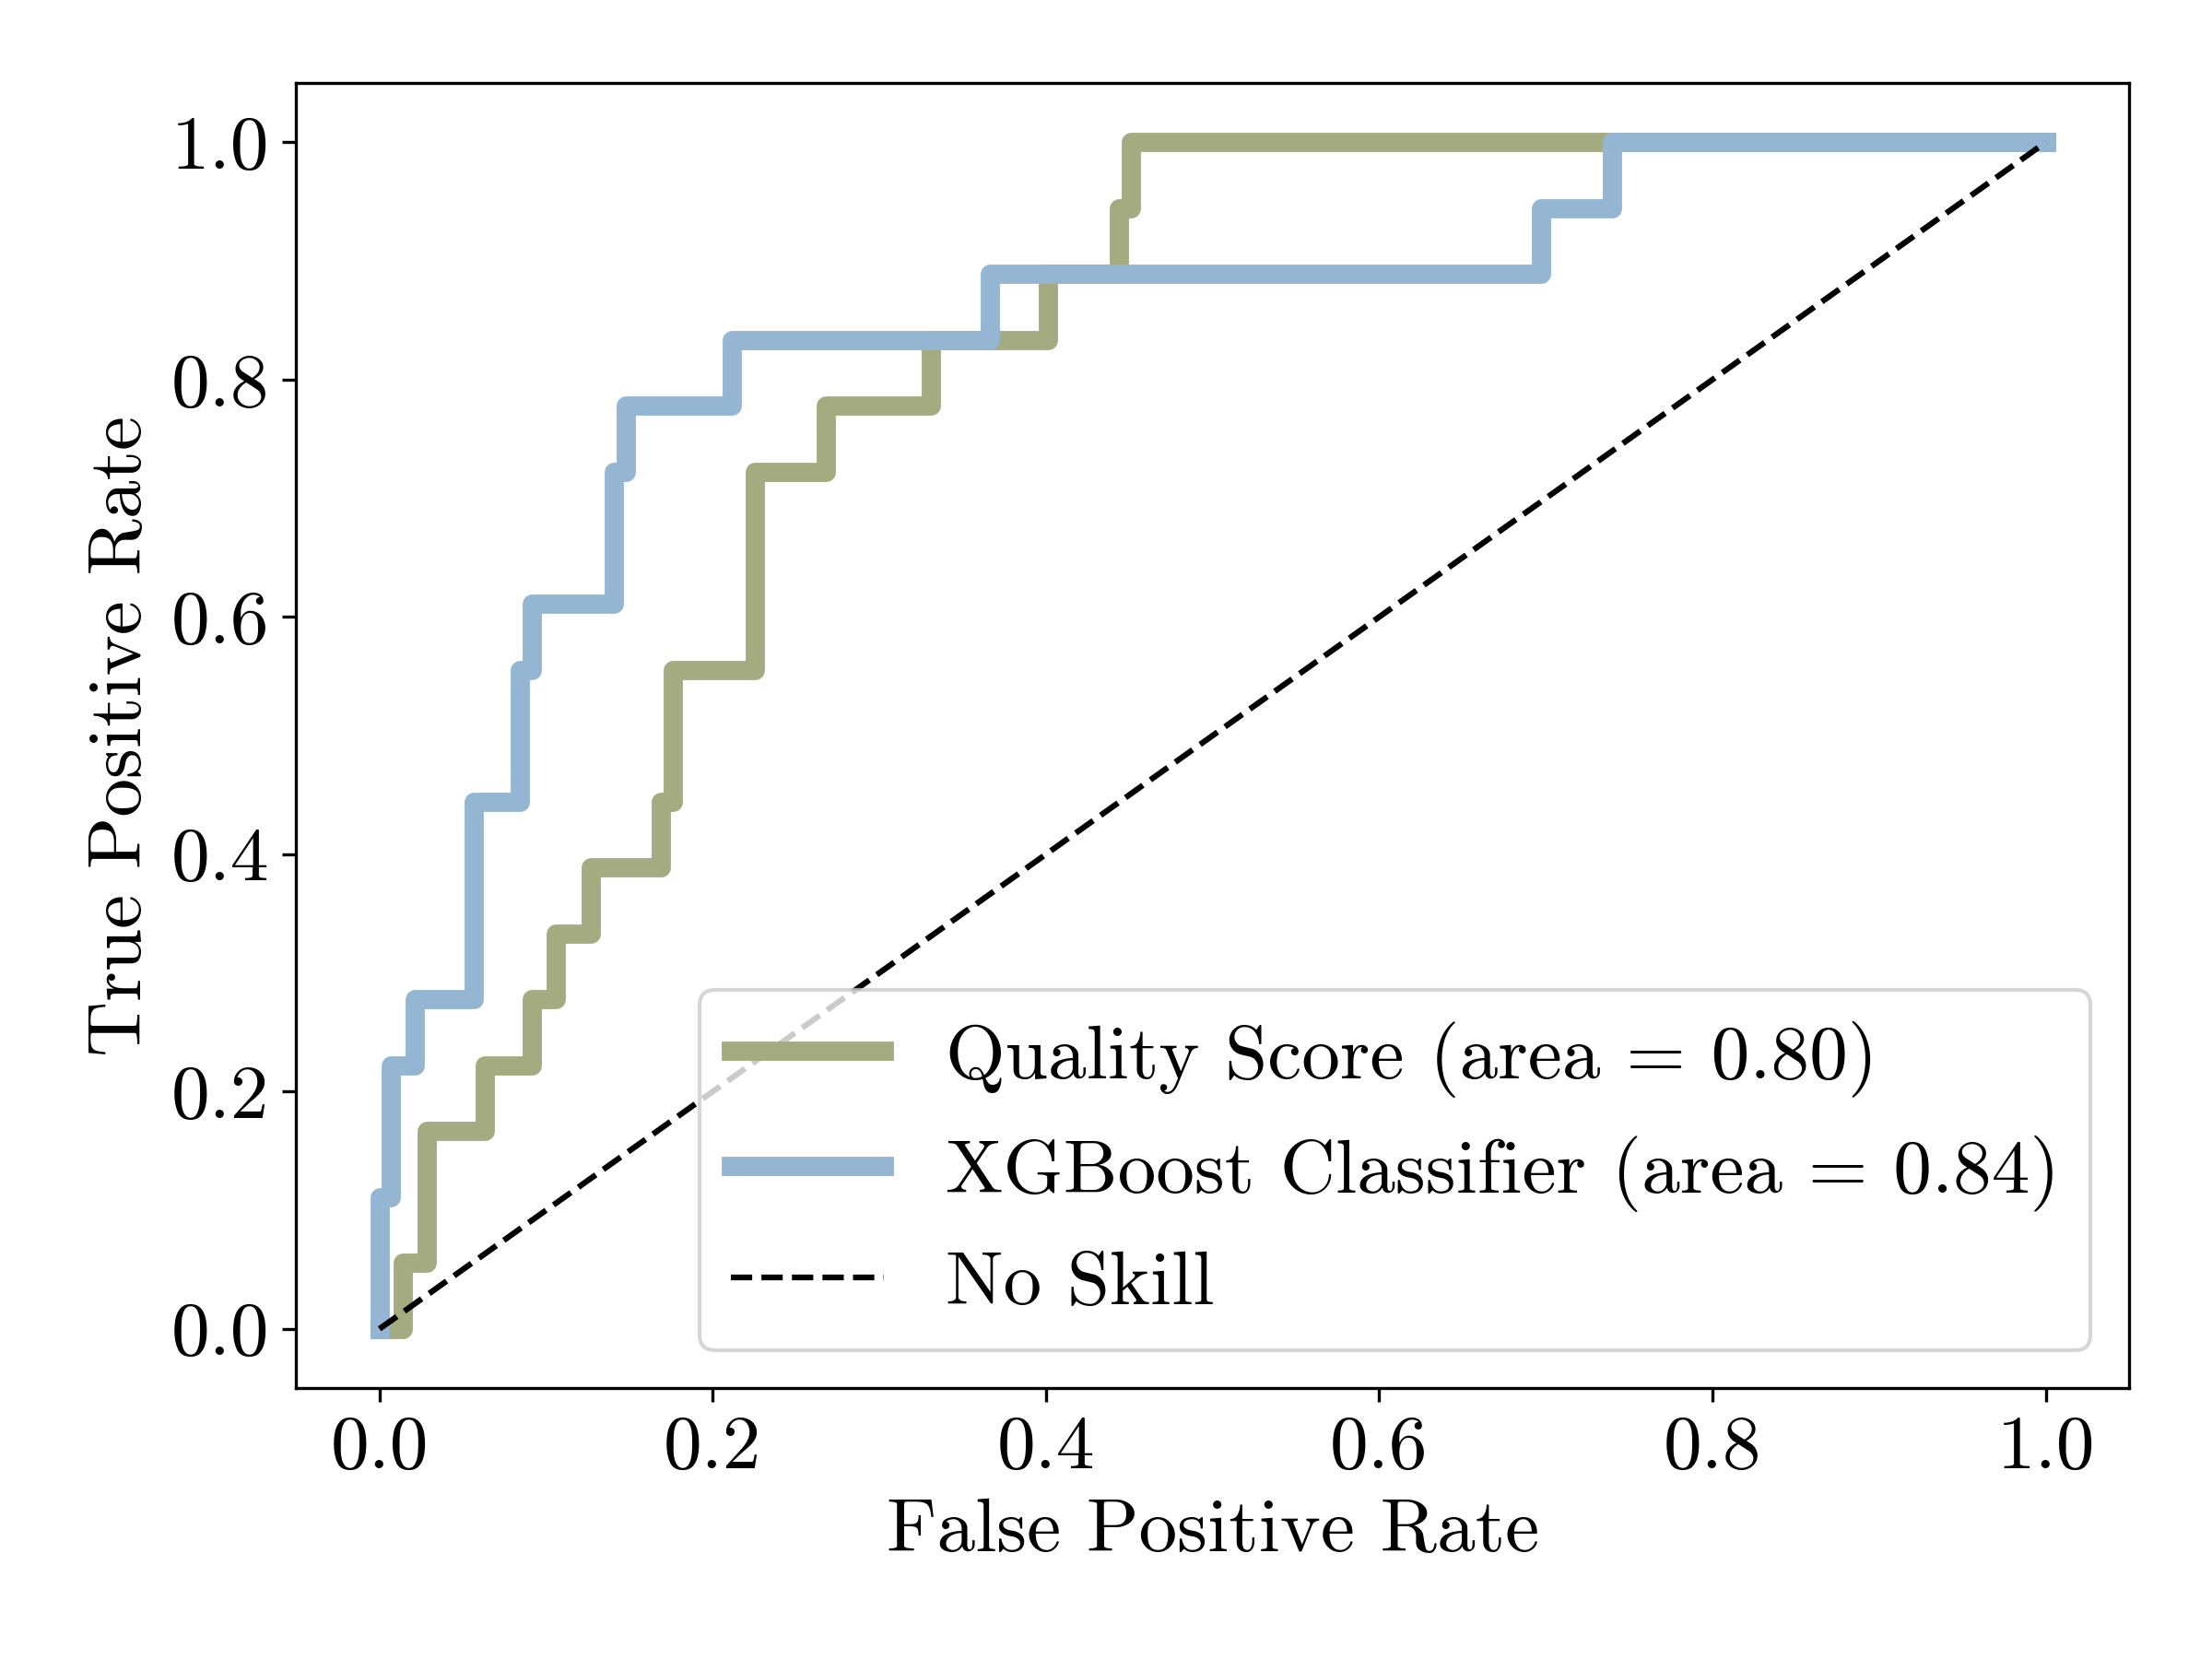 1.0
0.8
0.6
0.4
0.2
0.0
True Positive Rate
Quality Score (area = 0.80)
XGBoost Classifier (area = 0.84)
No Skill
0.0 0.2 0.4 0.6 0.8 1.0
False Positive Rate